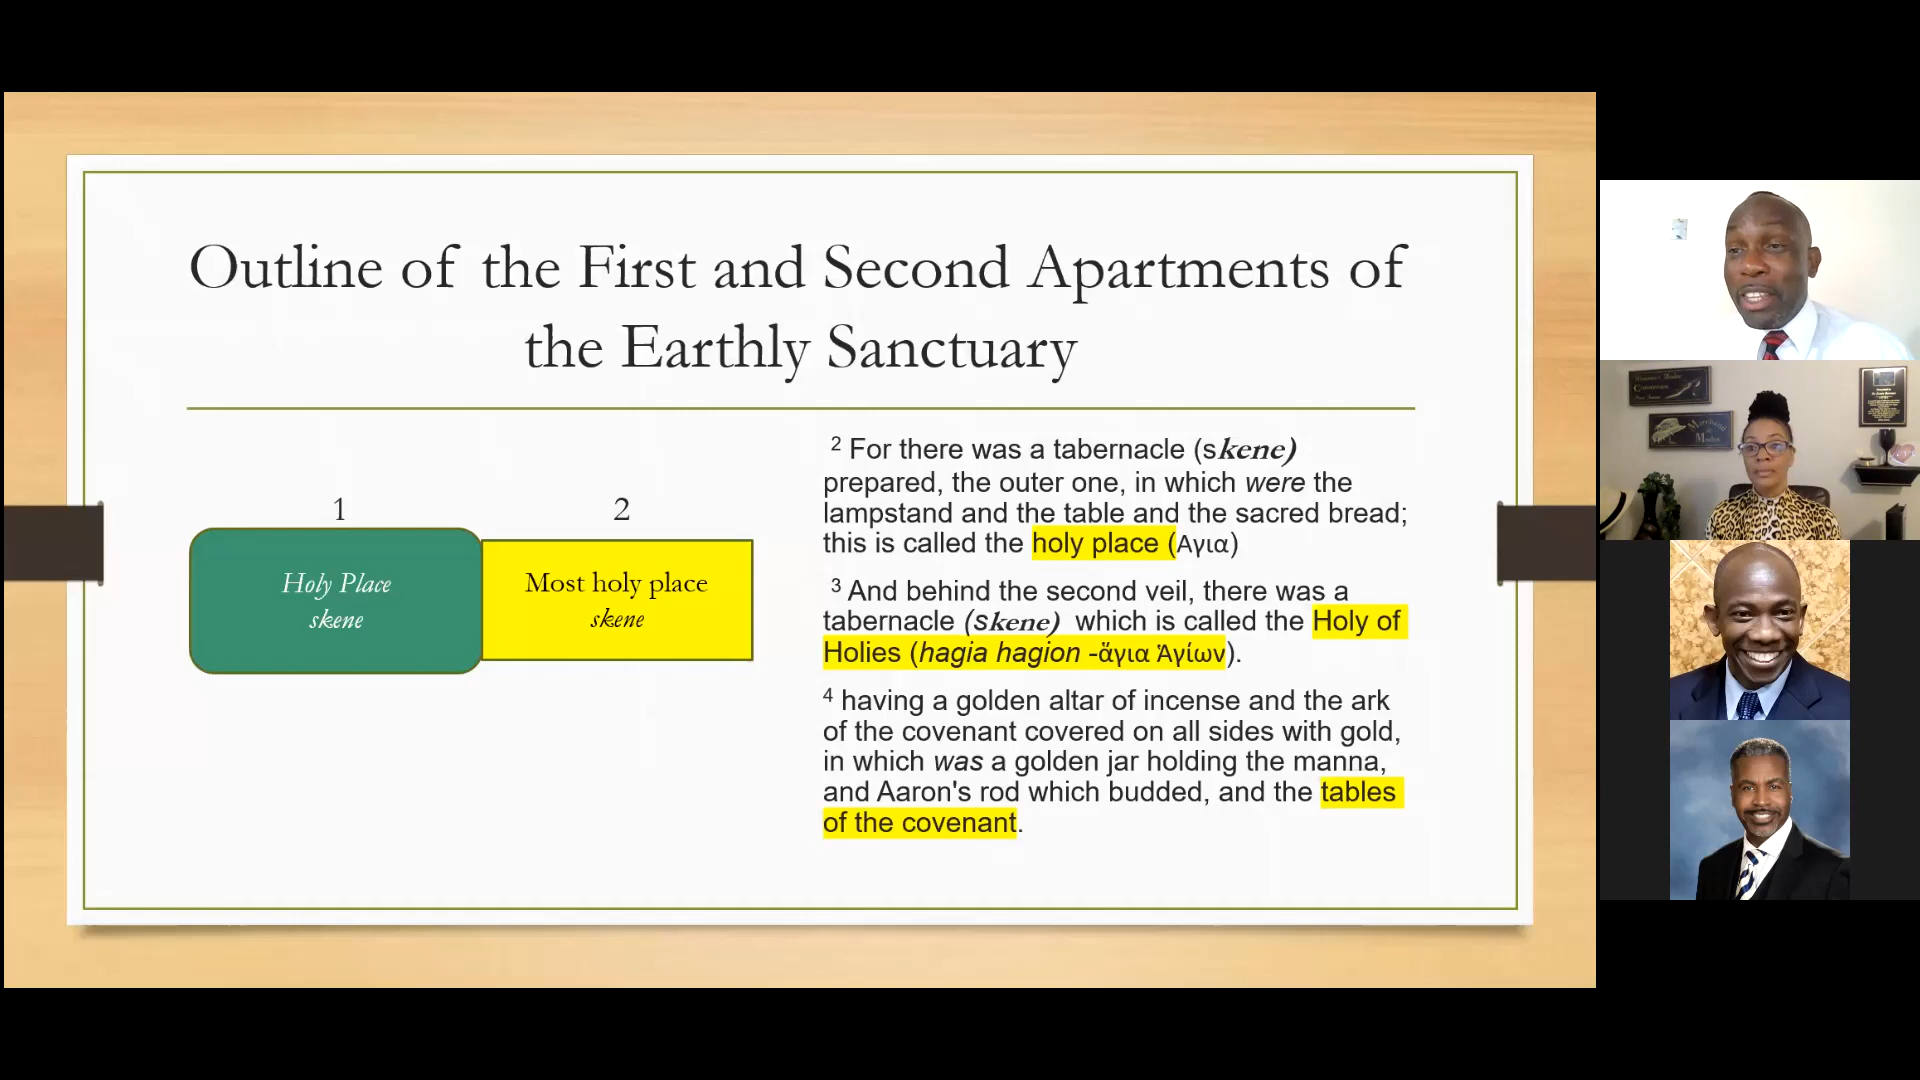 Outline of the First and Second Apartments of
the Earthly Sanctuary
1
2
Holy Place
skene
Most holy place
skene
2 For there was a tabernacle (skene)
prepared, the outer one, in which were the
lampstand and the table and the sacred bread;
this is called the holy place (Αγια)
3 And behind the second veil, there was a
tabernacle (skene) which is called the Holy of
Holies (hagia hagion -ἅγια Ἁγίων).
4 having a golden altar of incense and the ark
of the covenant covered on all sides with gold,
in which was a golden jar holding the manna,
and Aaron's rod which budded, and the tables
of the covenant.